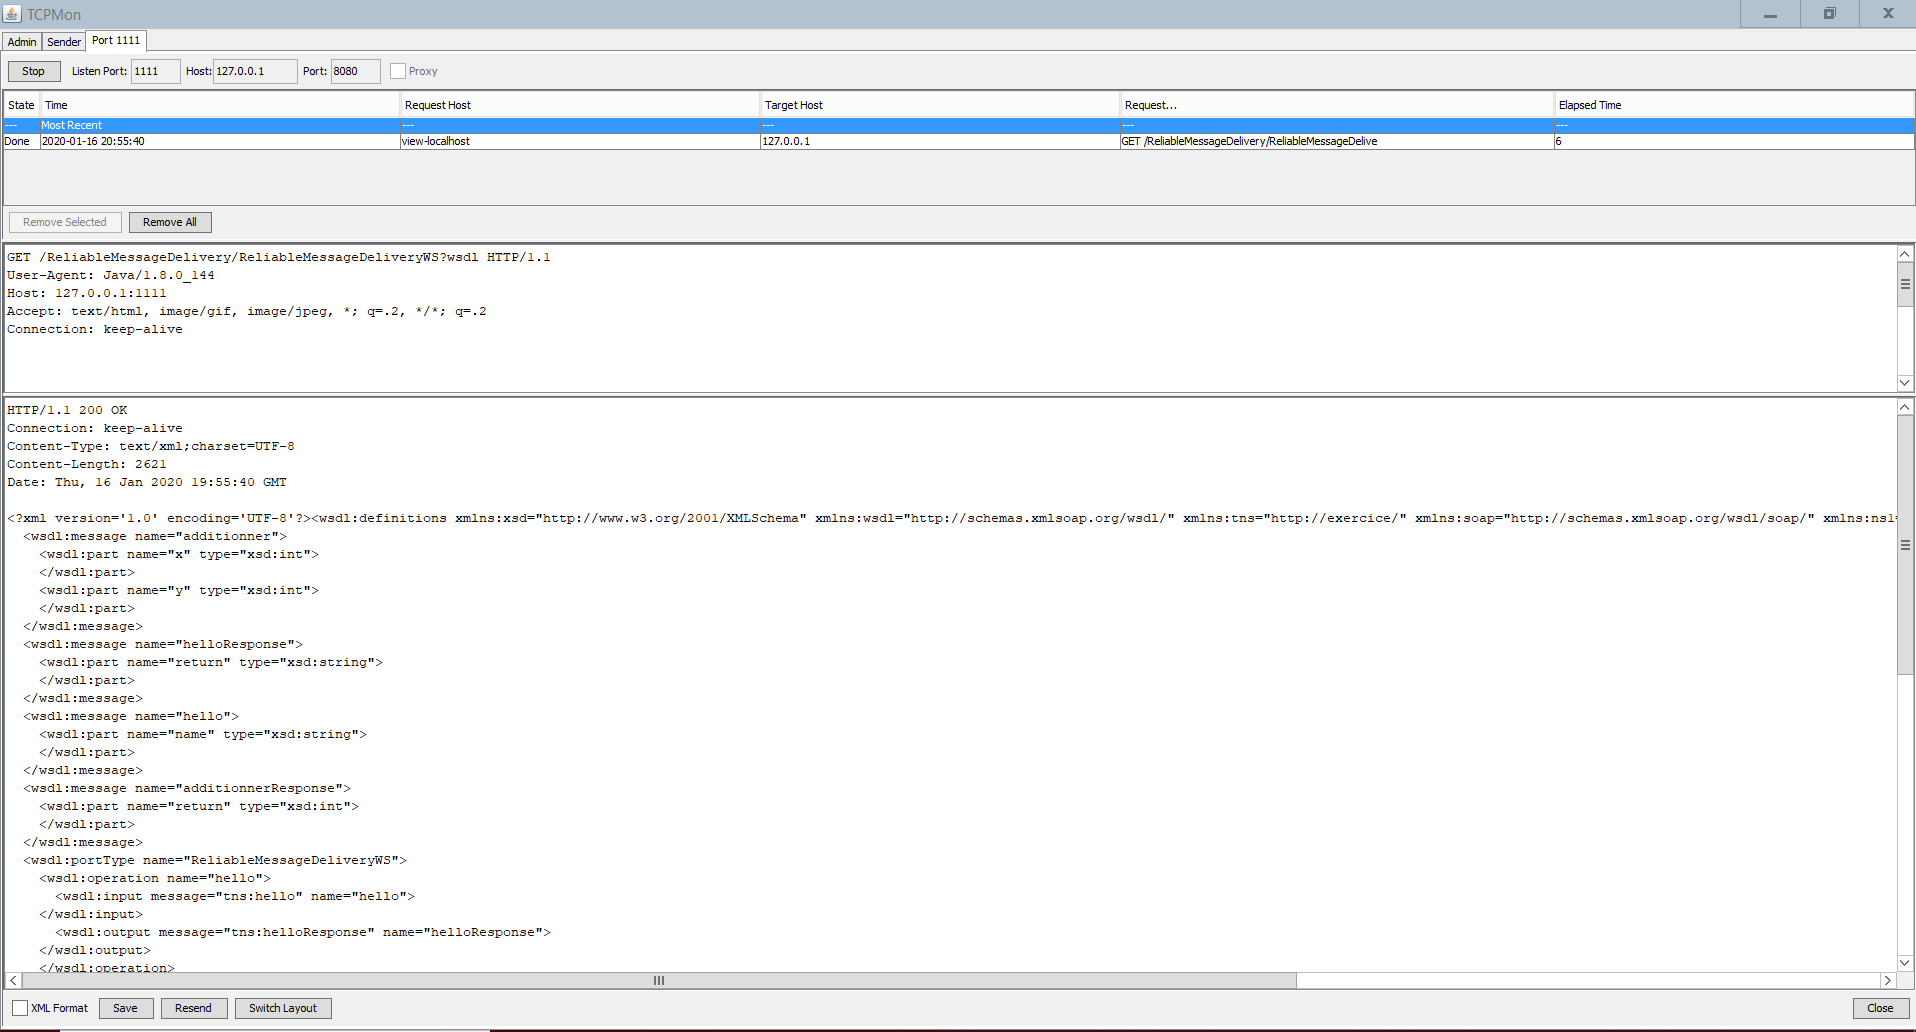 TCPMon
Admin Sender Port 1111
Stop Listen Port: 1111 Host: 127.0.0.1 Port: 8080 Proxy
State Time Request Host Target Host Request... Elapsed Time
--- Most Recent --- --- --- ---
Done 2020-01-16 20:55:40 view-localhost 127.0.0.1 GET /ReliableMessageDelivery/ReliableMessageDelive 6
Remove Selected Remove All
GET /ReliableMessageDelivery/ReliableMessageDeliveryWS?wsdl HTTP/1.1
User-Agent: Java/1.8.0_144
Host: 127.0.0.1:1111
Accept: text/html, image/gif, image/jpeg, *; q=.2, */*; q=.2
Connection: keep-alive
HTTP/1.1 200 OK
Connection: keep-alive
Content-Type: text/xml;charset=UTF-8
Content-Length: 2621
Date: Thu, 16 Jan 2020 19:55:40 GMT
<?xml version='1.0' encoding='UTF-8'?><wsdl:definitions xmlns:xsd="http://www.w3.org/2001/XMLSchema" xmlns:wsdl="http://schemas.xmlsoap.org/wsdl/" xmlns:tns="http://exercice/" xmlns:soap="http://schemas.xmlsoap.org/wsdl/soap/" xmlns:ns1=
<wsdl:message name="additionner">
<wsdl:part name="x" type="xsd:int">
</wsdl:part>
<wsdl:part name="y" type="xsd:int">
</wsdl:part>
</wsdl:message>
<wsdl:message name="helloResponse">
<wsdl:part name="return" type="xsd:string">
</wsdl:part>
</wsdl:message>
<wsdl:message name="hello">
<wsdl:part name="name" type="xsd:string">
</wsdl:part>
</wsdl:message>
<wsdl:message name="additionnerResponse">
<wsdl:part name="return" type="xsd:int">
</wsdl:part>
</wsdl:message>
<wsdl:portType name="ReliableMessageDeliveryWS">
<wsdl:operation name="hello">
<wsdl:input message="tns:hello" name="hello">
</wsdl:input>
<wsdl:output message="tns:helloResponse" name="helloResponse">
</wsdl:output>
</wsdl:operation>
XML Format Save Resend Switch Layout Close